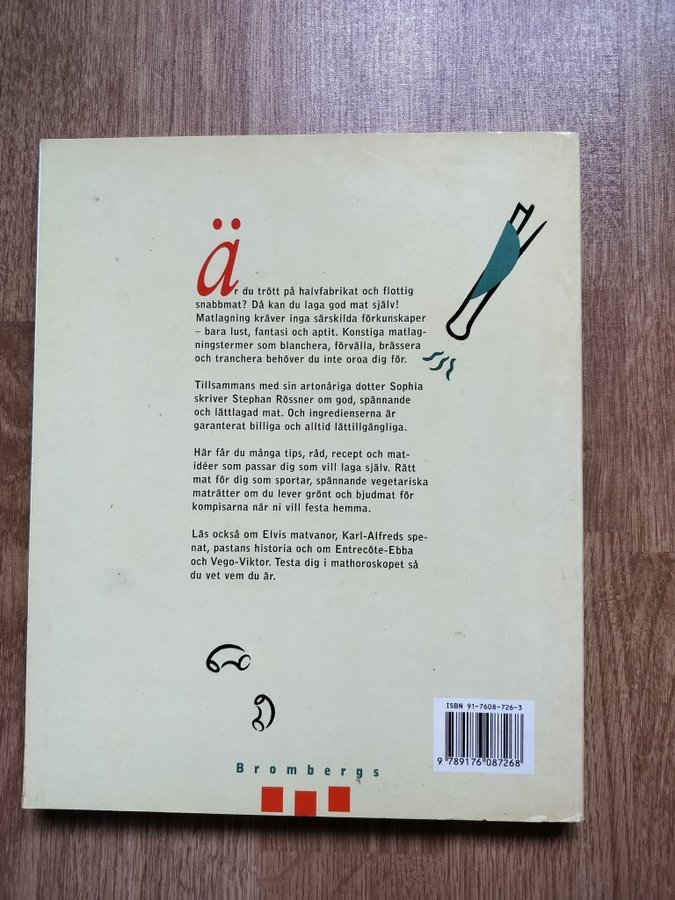 är du trött på halvfabrikat och flottig
snabbmat? Då kan du laga god mat själv!
Matlagning kräver inga särskilda förkunskaper
– bara lust, fantasi och aptit. Konstiga matlag-
ningstermer som blanchera, förvälla, brässera
och tranchera behöver du inte oroa dig för.
Tillsammans med sin artonåriga dotter Sophia
skriver Stephan Rössner om god, spännande
och lättlagad mat. Och ingredienserna är
garanterat billiga och alltid lättillgängliga.
Här får du många tips, råd, recept och mat-
idéer som passar dig som vill laga själv. Rätt
mat för dig som sportar, spännande vegetariska
maträtter om du lever grönt och bjudmat för
kompisarna när ni vill festa hemma.
Läs också om Elvis matvanor, Karl-Alfreds spe-
nat, pastans historia och om Entrecôte-Ebba
och Vego-Viktor. Testa dig i mathoroskopet så
du vet vem du är.
ISBN 91-7608-726-3
9 789176 087268
Brombergs